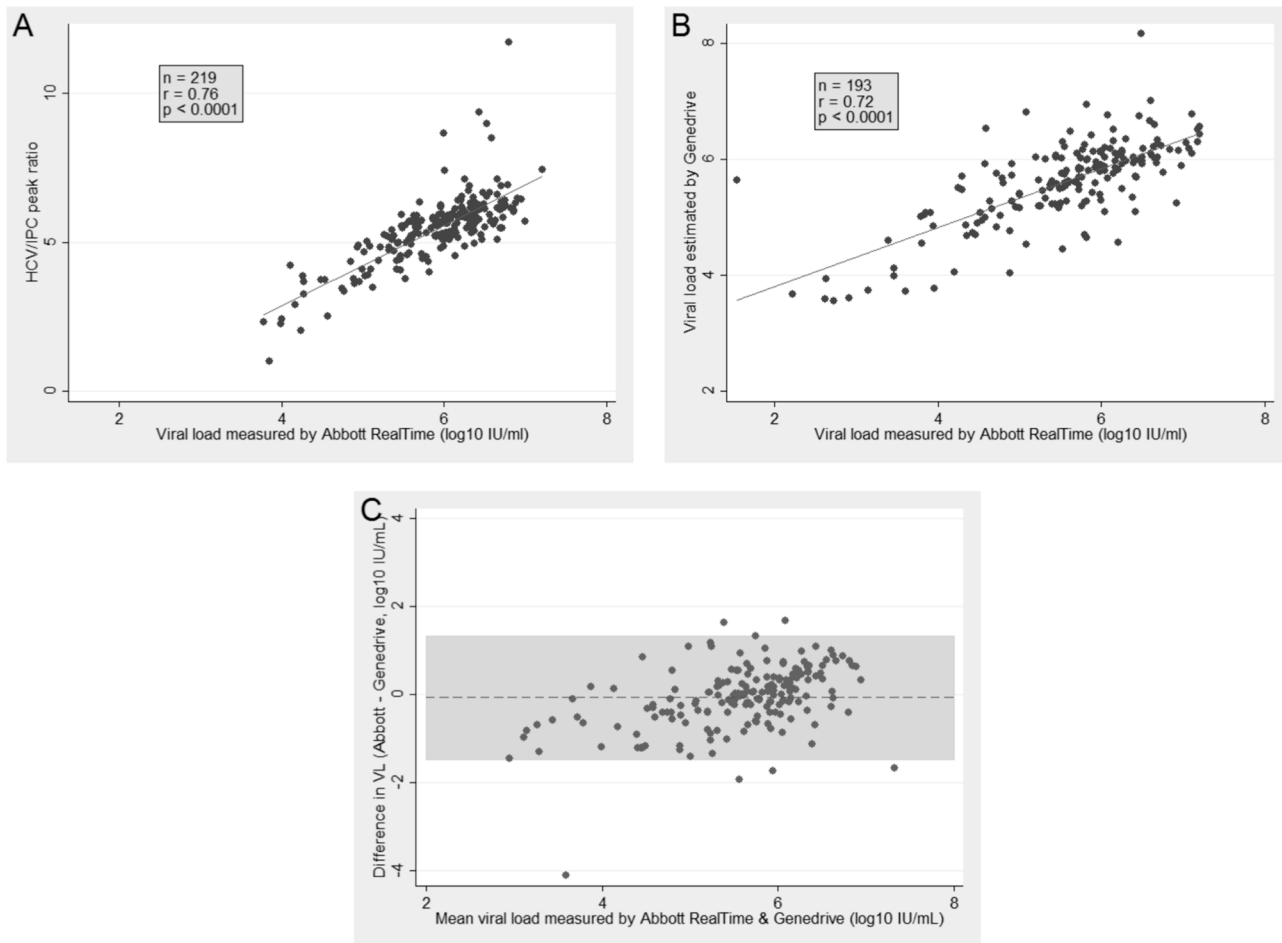 A
n = 219
r = 0.76
p < 0.0001
HCV/IPC peak ratio
10
5
0
2 4 6 8
Viral load measured by Abbott RealTime (log10 IU/ml)
B
n = 193
r = 0.72
p < 0.0001
Viral load estimated by Genedrive
8
6
4
2
2 4 6 8
Viral load measured by Abbott RealTime (log10 IU/ml)
C
Difference in VL (Abbott - Genedrive, log10 IU/mL)
4
2
0
-2
-4
2 4 6 8
Mean viral load measured by Abbott RealTime & Genedrive (log10 IU/mL)